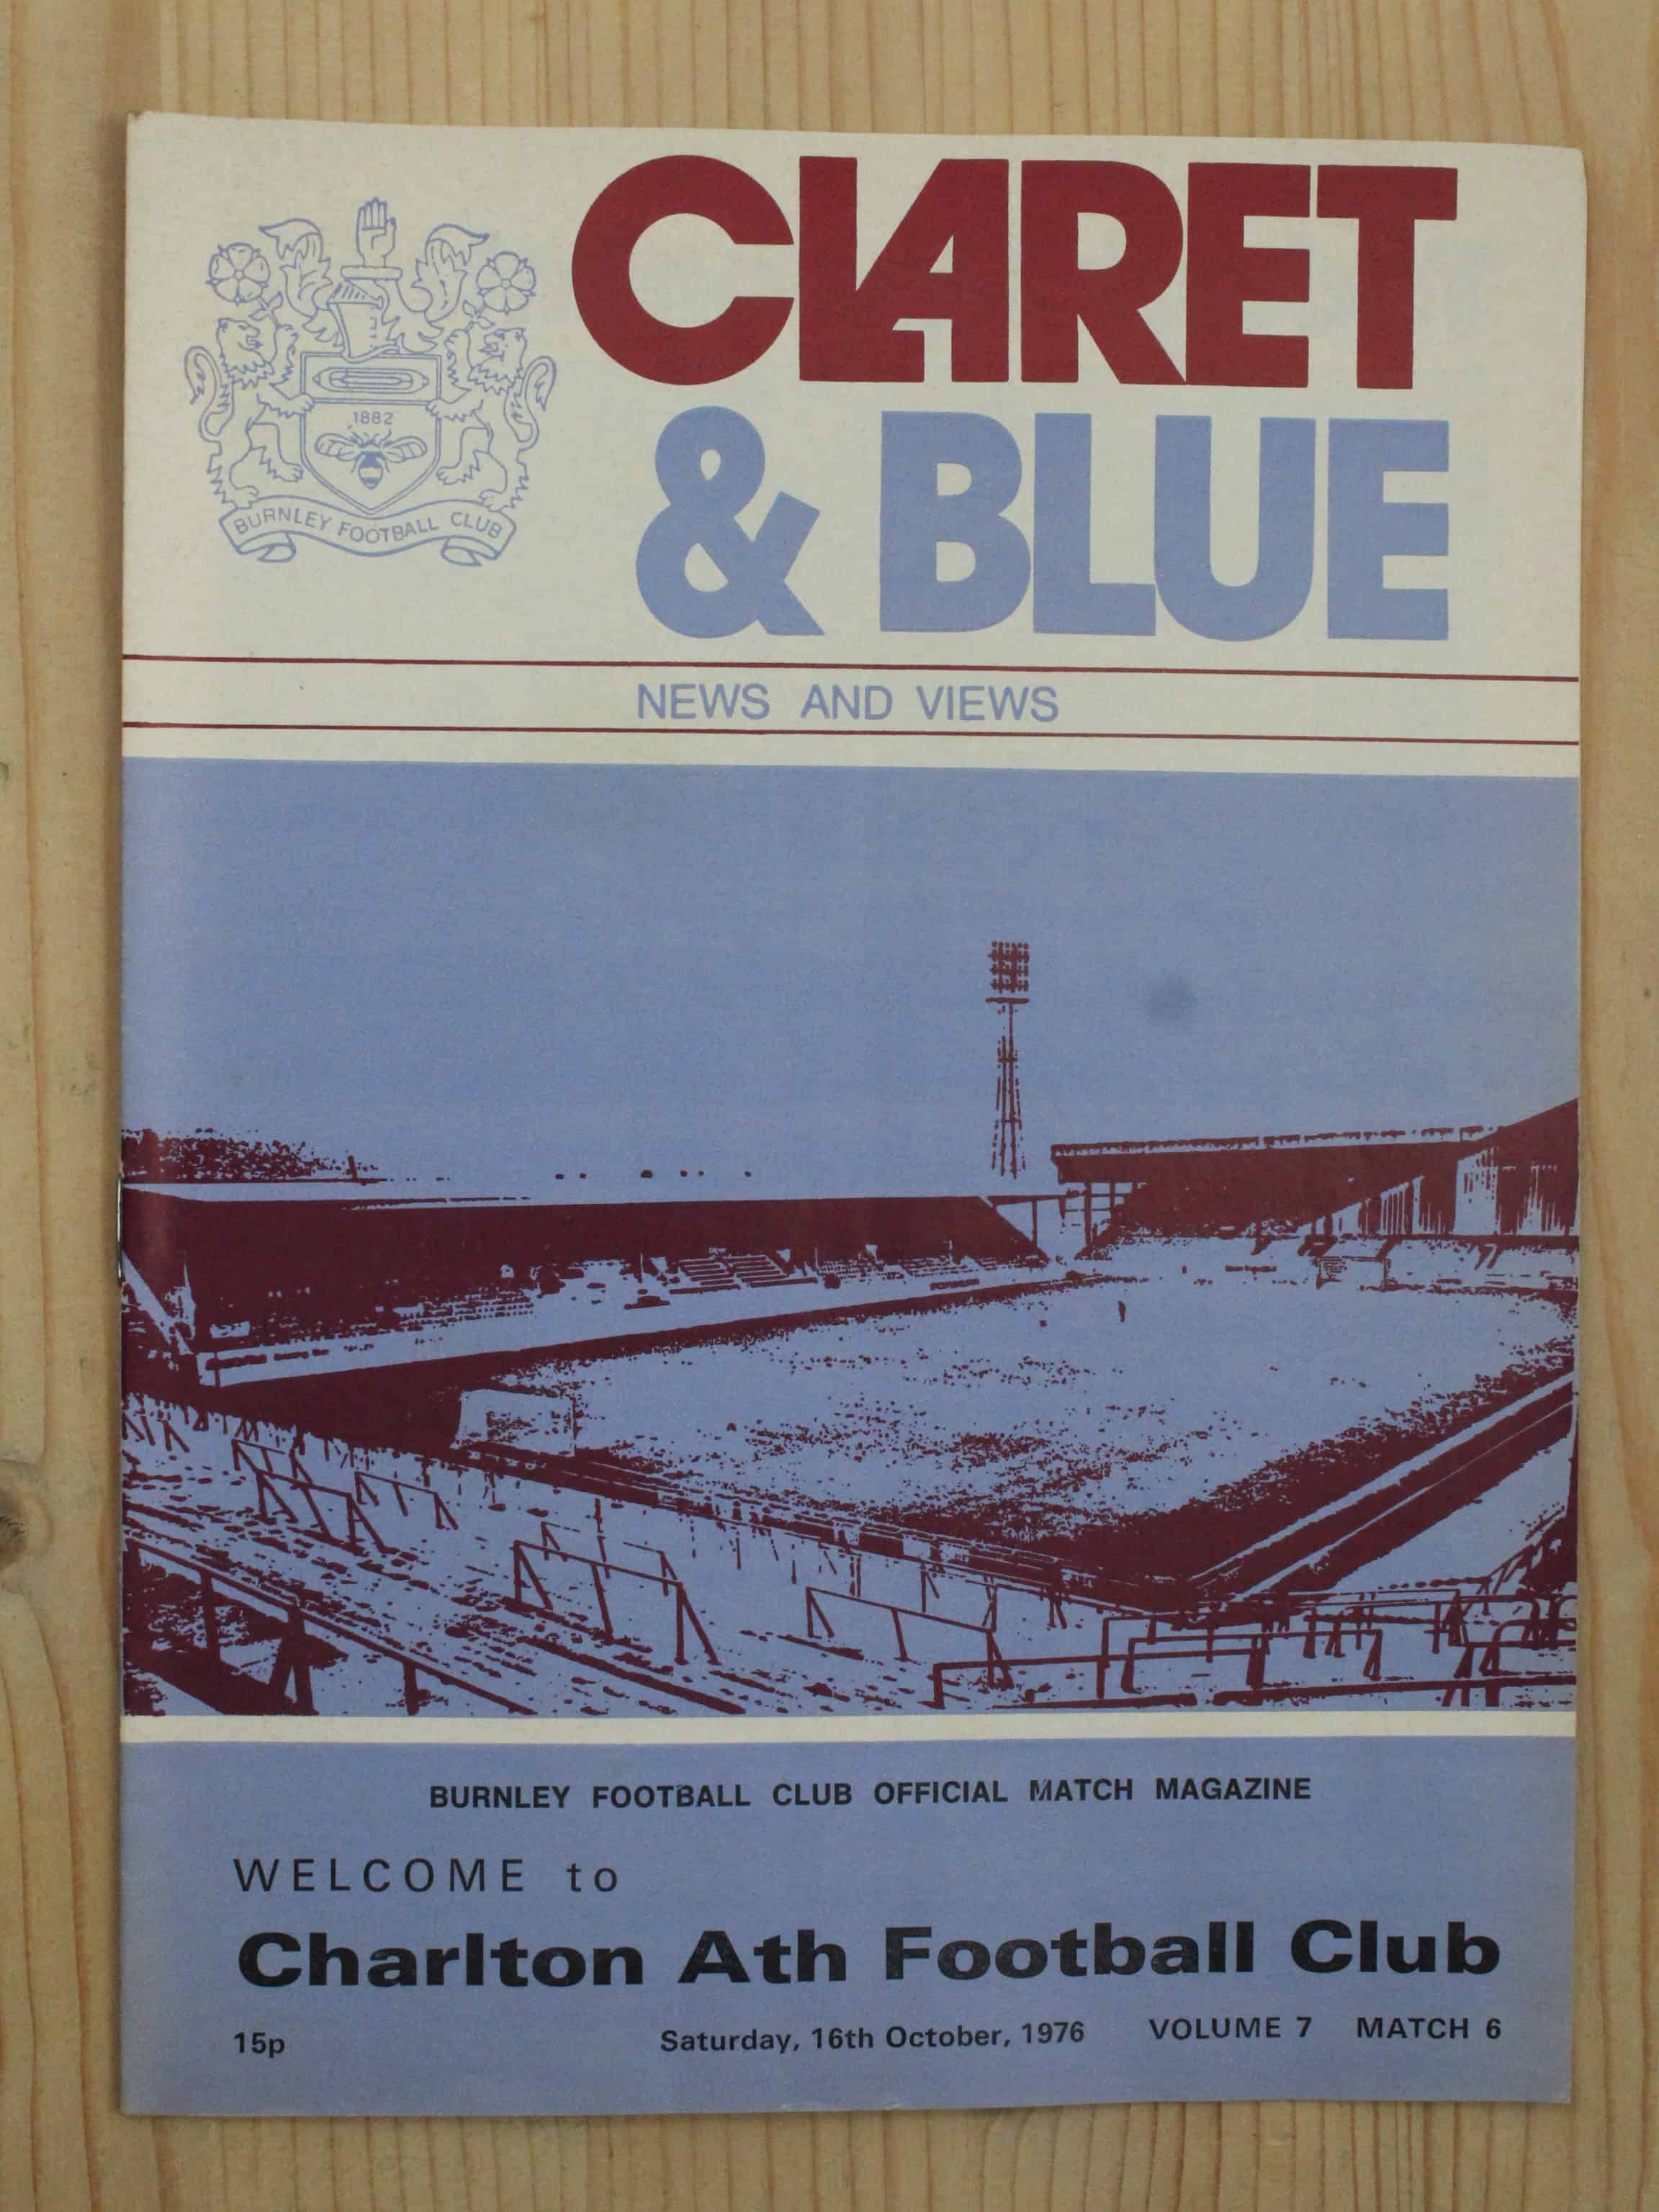 CLARET
& BLUE
1882
BURNLEY FOOTBALL CLUB
NEWS AND VIEWS
BURNLEY FOOTBALL CLUB OFFICIAL MATCH MAGAZINE
WELCOME to
Charlton Ath Football Club
15p Saturday, 16th October, 1976 VOLUME 7 MATCH 6